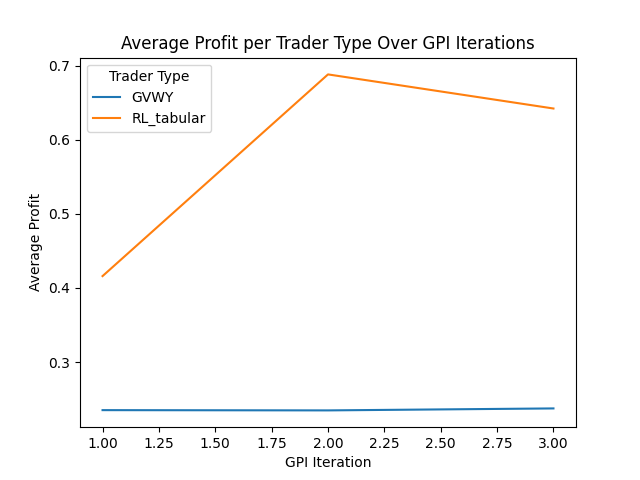 Average Profit per Trader Type Over GPI Iterations
Trader Type
GVWY
RL_tabular
Average Profit
0.7
0.6
0.5
0.4
0.3
1.00 1.25 1.50 1.75 2.00 2.25 2.50 2.75 3.00
GPI Iteration